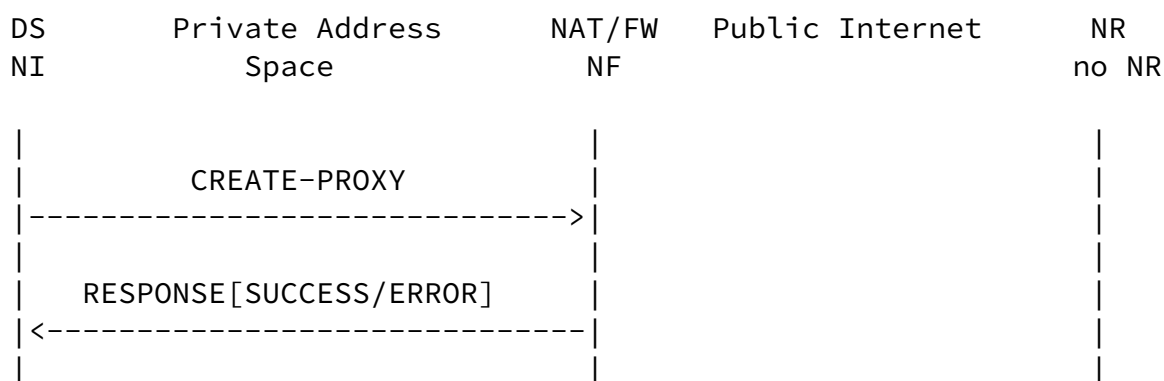 DS Private Address NAT/FW Public Internet NR
NI Space NF no NR
CREATE-PROXY
RESPONSE[SUCCESS/ERROR]